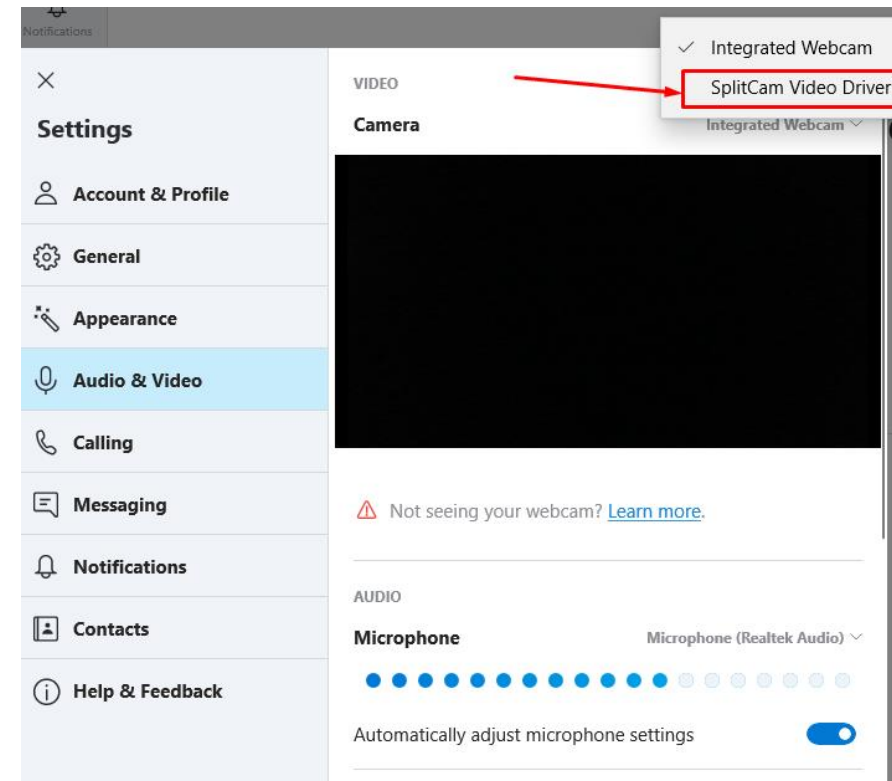 Notifications
Integrated Webcam
SplitCam Video Driver
Settings
Account & Profile
General
Appearance
Audio & Video
Calling
Messaging
Notifications
Contacts
Help & Feedback
VIDEO
Camera
Integrated Webcam
Not seeing your webcam? Learn more.
AUDIO
Microphone
Microphone (Realtek Audio)
Automatically adjust microphone settings